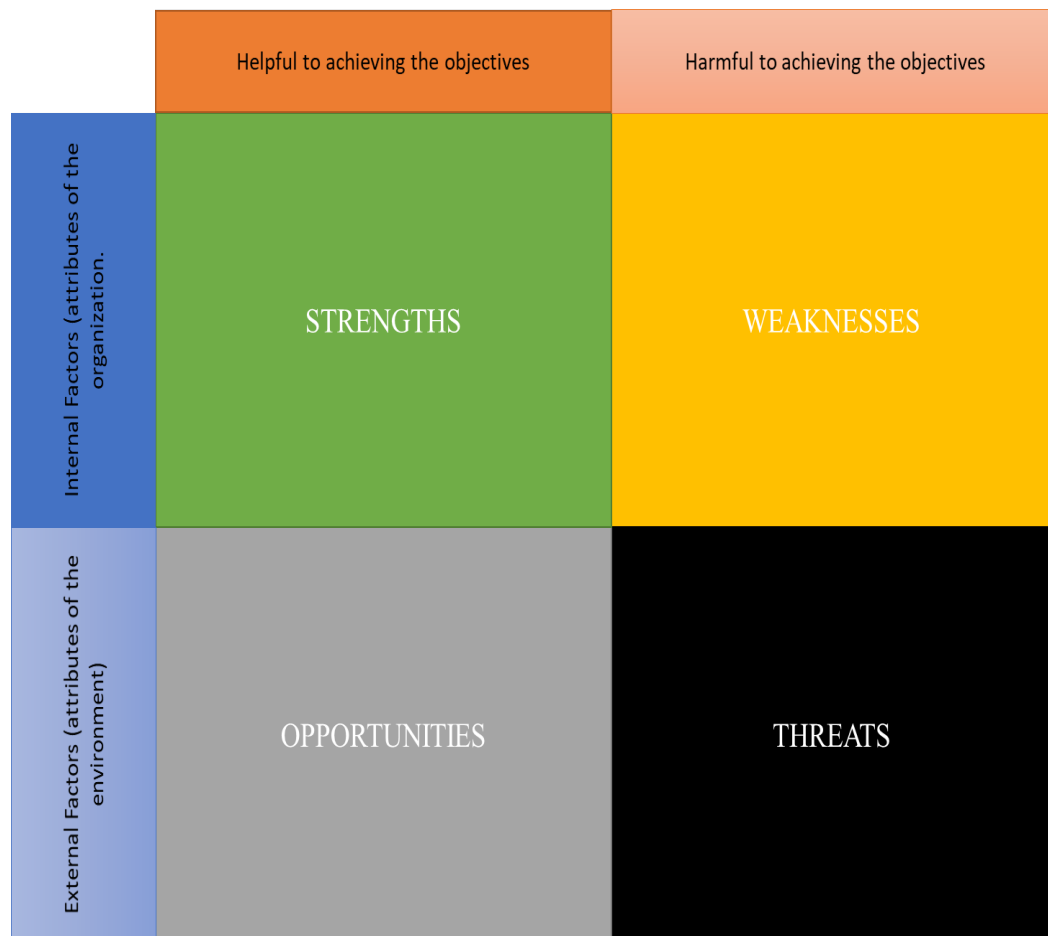 Helpful to achieving the objectives
Harmful to achieving the objectives
Internal Factors (attributes of the
organization.
STRENGTHS
WEAKNESSES
External Factors (attributes of the
environment)
OPPORTUNITIES
THREATS